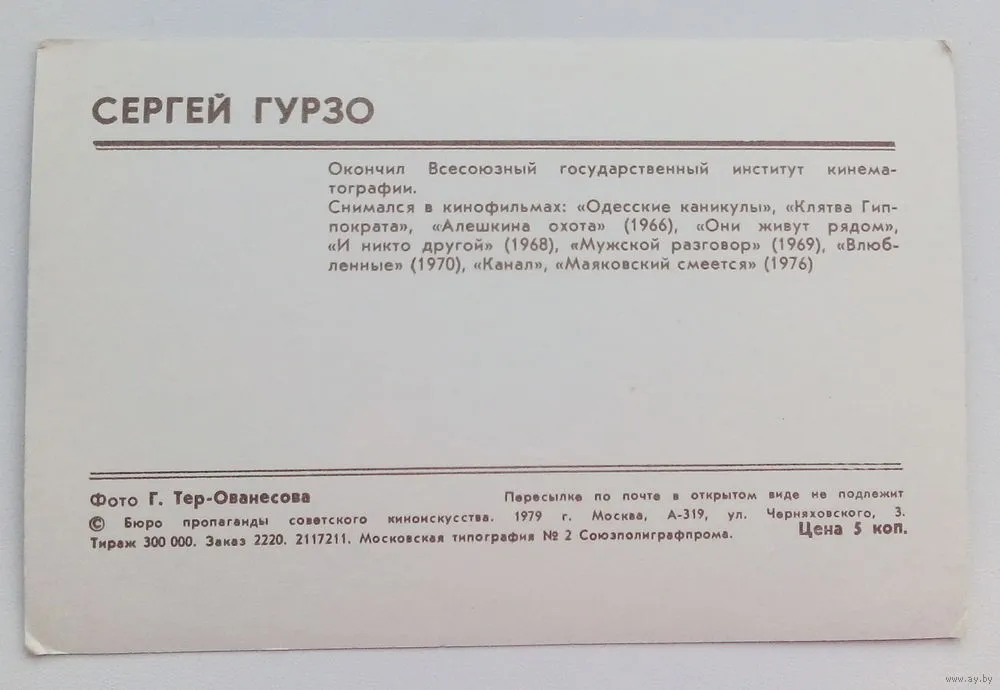 СЕРГЕЙ ГУРЗО
Окончил Всесоюзный государственный институт кинема-
тографии.
Снимался в кинофильмах: «Одесские каникулы», «Клятва Гип-
пократа», «Алешкина охота» (1966), «Они живут рядом»,
«И никто другой» (1968), «Мужской разговор» (1969), «Влюб-
ленные» (1970), «Канал», «Маяковский смеется» (1976)
Фото Г. Тер-Ованесова
Пересылке по почте в открытом виде не подлежит
© Бюро пропаганды советского киноискусства. 1979 г. Москва, А-319, ул. Черняховского, 3.
Тираж 300 000. Заказ 2220. 2117211. Московская типография № 2 Союзполиграфпрома.
Цена 5 коп.
www.ay.by